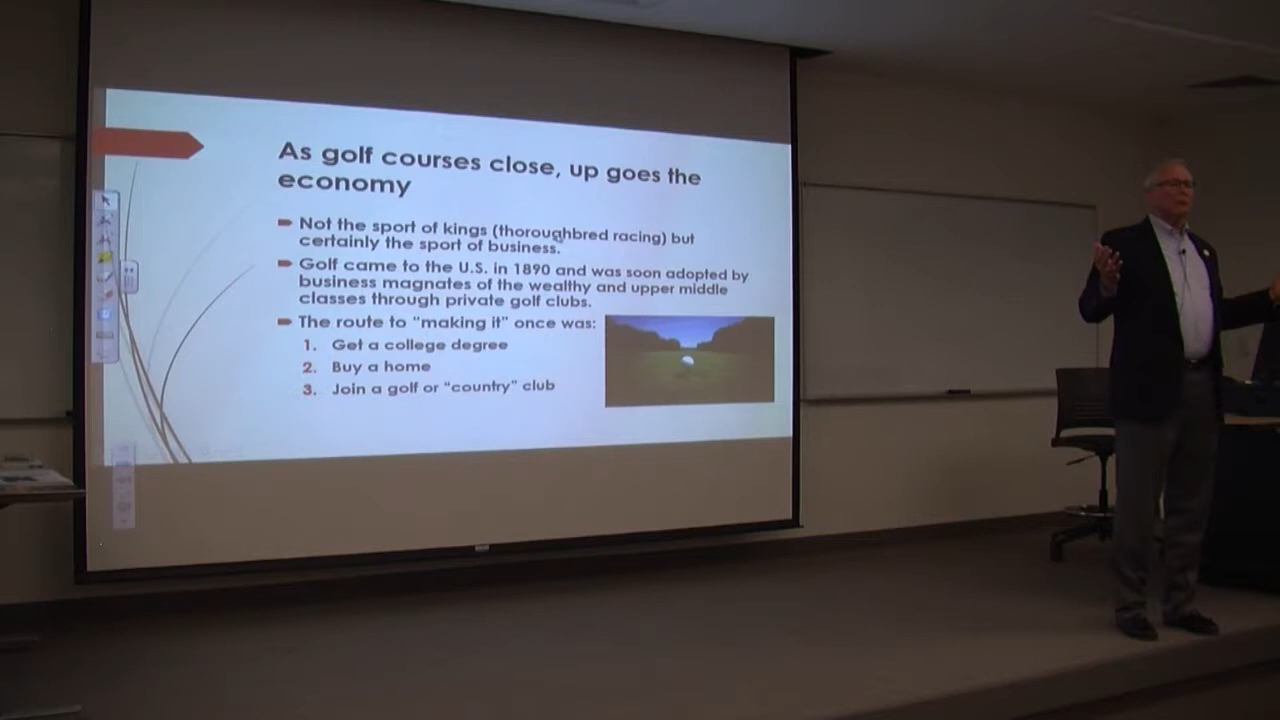 As golf courses close, up goes the
economy
Not the sport of kings (thoroughbred racing) but
certainly the sport of business.
Golf came to the U.S. in 1890 and was soon adopted by
business magnates of the wealthy and upper middle
classes through private golf clubs.
The route to “making it” once was:
1. Get a college degree
2. Buy a home
3. Join a golf or “country” club